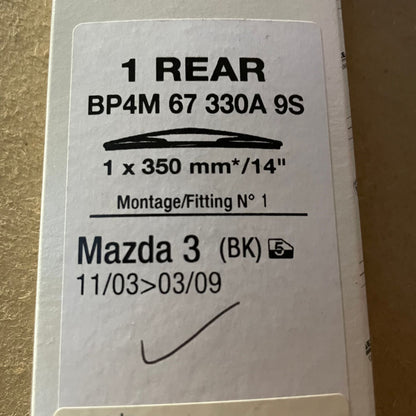 1 REAR
BP4M 67 330A 9S
1 x 350 mm*/14"
Montage/Fitting N° 1
Mazda 3 (BK) 5
11/03>03/09